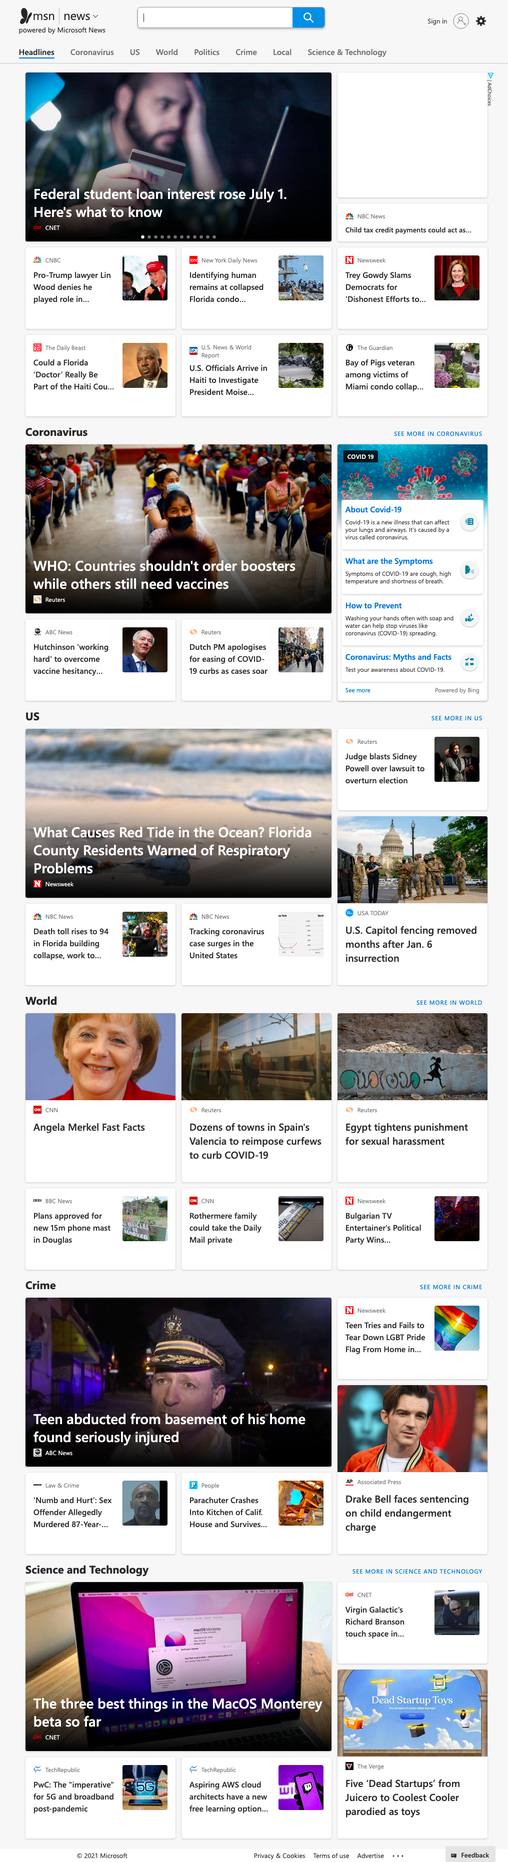 msn | news
powered by Microsoft News
Sign in
Headlines Coronavirus US World Politics Crime Local Science & Technology
Federal student loan interest rose July 1.
Here's what to know
CNET
AdChoices
NBC News
Child tax credit payments could act as...
CNBC
Pro-Trump lawyer Lin
Wood denies he
played role in...
New York Daily News
Identifying human
remains at collapsed
Florida condo...
Newsweek
Trey Gowdy Slams
Democrats for
'Dishonest Efforts to...
The Daily Beast
Could a Florida
'Doctor' Really Be
Part of the Haiti Cou...
U.S. News & World
Report
U.S. Officials Arrive in
Haiti to Investigate
President Moise...
The Guardian
Bay of Pigs veteran
among victims of
Miami condo collap...
Coronavirus
SEE MORE IN CORONAVIRUS
WHO: Countries shouldn't order boosters
while others still need vaccines
Reuters
COVID 19
About Covid-19
Covid-19 is a new illness that can affect
your lungs and airways. It's caused by a
virus called coronavirus.
What are the Symptoms
Symptoms of COVID-19 are cough, high
temperature and shortness of breath.
How to Prevent
Washing your hands often with soap and
water can help stop viruses like
coronavirus (COVID-19) spreading.
Coronavirus: Myths and Facts
Test your awareness about COVID-19.
See more
Powered by Bing
ABC News
Hutchinson 'working
hard' to overcome
vaccine hesitancy...
Reuters
Dutch PM apologises
for easing of COVID-
19 curbs as cases soar
US
SEE MORE IN US
What Causes Red Tide in the Ocean? Florida
County Residents Warned of Respiratory
Problems
Newsweek
Reuters
Judge blasts Sidney
Powell over lawsuit to
overturn election
USA TODAY
U.S. Capitol fencing removed
months after Jan. 6
insurrection
NBC News
Death toll rises to 94
in Florida building
collapse, work to...
NBC News
Tracking coronavirus
case surges in the
United States
World
SEE MORE IN WORLD
CNN
Angela Merkel Fast Facts
Reuters
Dozens of towns in Spain's
Valencia to reimpose curfews
to curb COVID-19
Reuters
Egypt tightens punishment
for sexual harassment
BBC News
Plans approved for
new 15m phone mast
in Douglas
CNN
Rothermere family
could take the Daily
Mail private
Newsweek
Bulgarian TV
Entertainer's Political
Party Wins...
Crime
SEE MORE IN CRIME
Teen abducted from basement of his home
found seriously injured
ABC News
Newsweek
Teen Tries and Fails to
Tear Down LGBT Pride
Flag From Home in...
Associated Press
Drake Bell faces sentencing
on child endangerment
charge
Law & Crime
'Numb and Hurt': Sex
Offender Allegedly
Murdered 87-Year-...
People
Parachuter Crashes
Into Kitchen of Calif.
House and Survives...
Science and Technology
SEE MORE IN SCIENCE AND TECHNOLOGY
The three best things in the MacOS Monterey
beta so far
CNET
CNET
Virgin Galactic's
Richard Branson
touch space in...
Dead Startup Toys
The Verge
Five 'Dead Startups' from
Juicero to Coolest Cooler
parodied as toys
TechRepublic
PwC: The "imperative"
for 5G and broadband
post-pandemic
5G
TechRepublic
Aspiring AWS cloud
architects have a new
free learning option...
© 2021 Microsoft
Privacy & Cookies Terms of use Advertise
Feedback